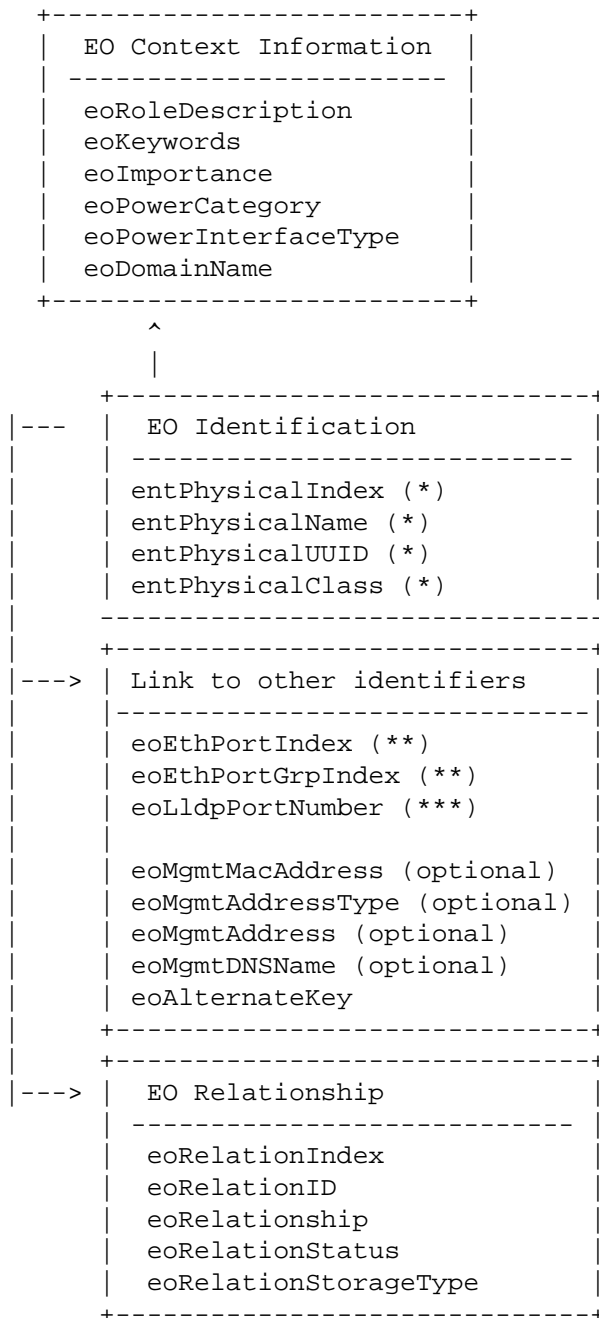 EO Context Information
eoRoleDescription
eoKeywords
eoImportance
eoPowerCategory
eoPowerInterfaceType
eoDomainName
EO Identification
entPhysicalIndex (*)
entPhysicalName (*)
entPhysicalUUID (*)
entPhysicalClass (*)
Link to other identifiers
eoEthPortIndex (**)
eoEthPortGrpIndex (**)
eoLldpPortNumber (***)
eoMgmtMacAddress (optional)
eoMgmtAddressType (optional)
eoMgmtAddress (optional)
eoMgmtDNSName (optional)
eoAlternateKey
EO Relationship
eoRelationIndex
eoRelationID
eoRelationship
eoRelationStatus
eoRelationStorageType